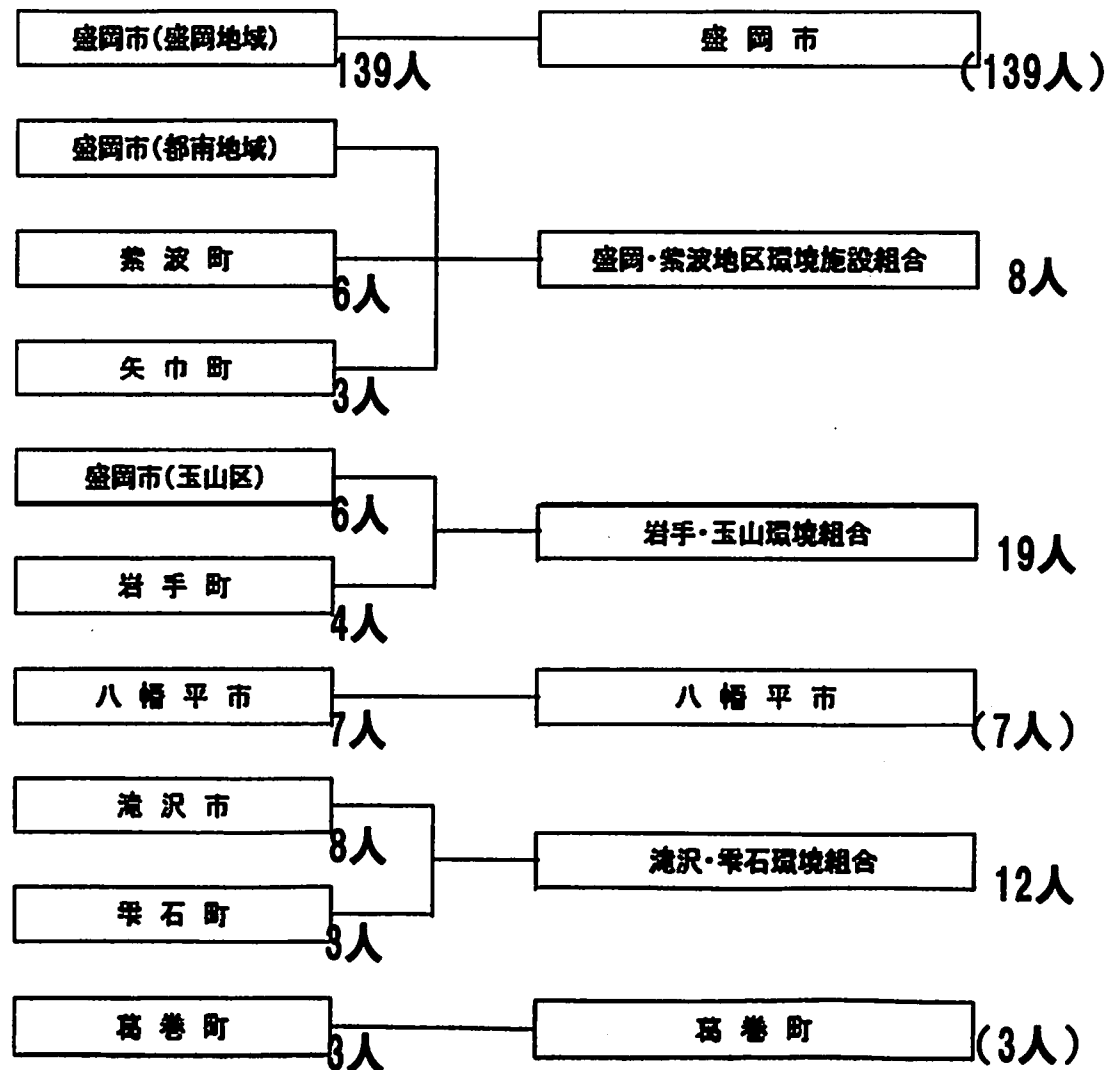 盛岡市(盛岡地域)
139人
盛岡市
(139人)
盛岡市(都南地域)
紫波町
6人
盛岡・紫波地区環境施設組合
8人
矢巾町
3人
盛岡市(玉山区)
6人
岩手・玉山環境組合
19人
岩手町
4人
八幡平市
7人
八幡平市
(7人)
滝沢市
8人
滝沢・雫石環境組合
12人
雫石町
3人
葛巻町
3人
葛巻町
(3人)